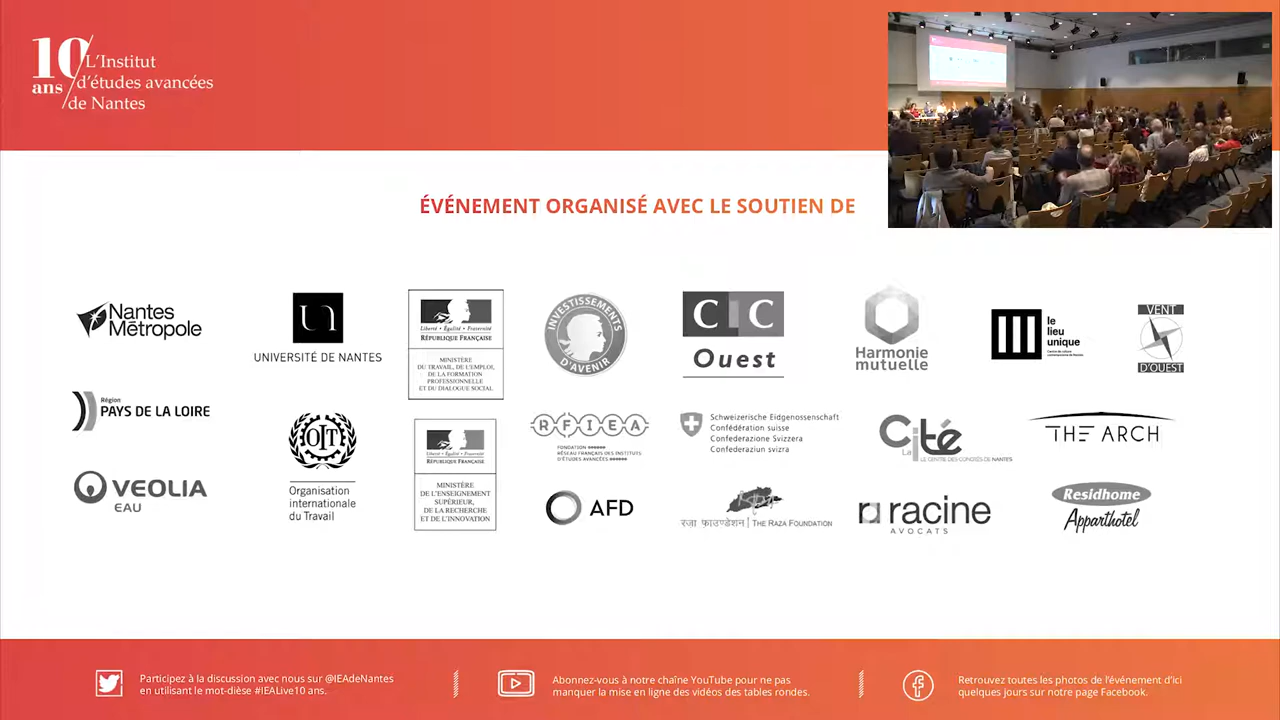 10 ans
L'Institut
d'études avancées
de Nantes
ÉVÉNEMENT ORGANISÉ AVEC LE SOUTIEN DE
Nantes
Métropole
UNIVERSITÉ DE NANTES
Liberté • Égalité • Fraternité
RÉPUBLIQUE FRANÇAISE
MINISTÈRE
DU TRAVAIL, DE L'EMPLOI,
DE LA FORMATION
PROFESSIONNELLE
ET DU DIALOGUE SOCIAL
INVESTISSEMENTS
D'AVENIR
CIC
Ouest
Harmonie
mutuelle
le
lieu
unique
VENT
D'OUEST
Région
PAYS DE LA LOIRE
OIT
Organisation
internationale
du Travail
Liberté • Égalité • Fraternité
RÉPUBLIQUE FRANÇAISE
MINISTÈRE
DE L'ENSEIGNEMENT
SUPÉRIEUR,
DE LA RECHERCHE
ET DE L'INNOVATION
RFIEA
FONDATION
RÉSEAU FRANÇAIS DES INSTITUTS
D'ÉTUDES AVANCÉES
Schweizerische Eidgenossenschaft
Confédération suisse
Confederazione Svizzera
Confederaziun svizra
La Cité
LE CENTRE DES CONGRÈS DE NANTES
THE ARCH
VEOLIA
EAU
AFD
रज़ा फ़ाउण्डेशन | THE RAZA FOUNDATION
racine
AVOCATS
Residhome
Apparthotel
Participez à la discussion avec nous sur @IEAdeNantes
en utilisant le mot-dièse #IEALive10 ans.
Abonnez-vous à notre chaîne YouTube pour ne pas
manquer la mise en ligne des vidéos des tables rondes.
Retrouvez toutes les photos de l'événement d'ici
quelques jours sur notre page Facebook.